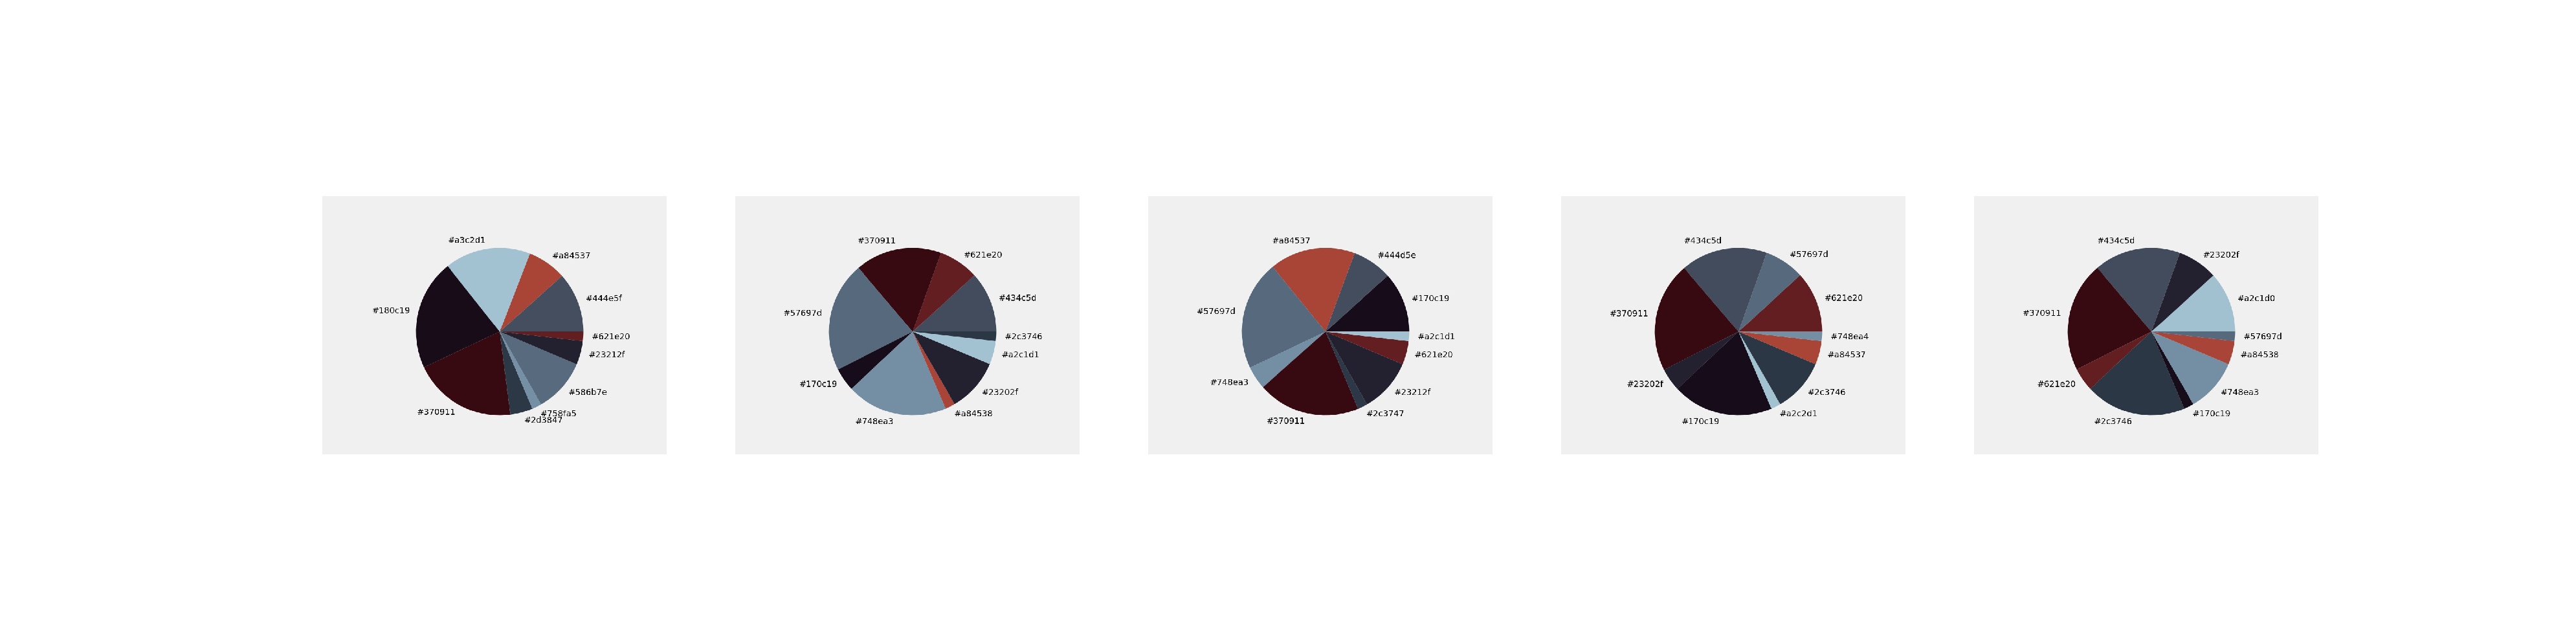 #a3c2d1
#a84537
#444e5f
#180c19
#621e20
#23212f
#586b7e
#370911
#758fa5
#2d3847
#370911
#621e20
#434c5d
#57697d
#2c3746
#a2c1d1
#170c19
#23202f
#a84538
#748ea3
#a84537
#444d5e
#170c19
#57697d
#a2c1d1
#621e20
#748ea3
#23212f
#2c3747
#370911
#434c5d
#57697d
#621e20
#370911
#748ea4
#a84537
#23202f
#2c3746
#a2c2d1
#170c19
#434c5d
#23202f
#a2c1d0
#370911
#57697d
#a84538
#621e20
#748ea3
#170c19
#2c3746